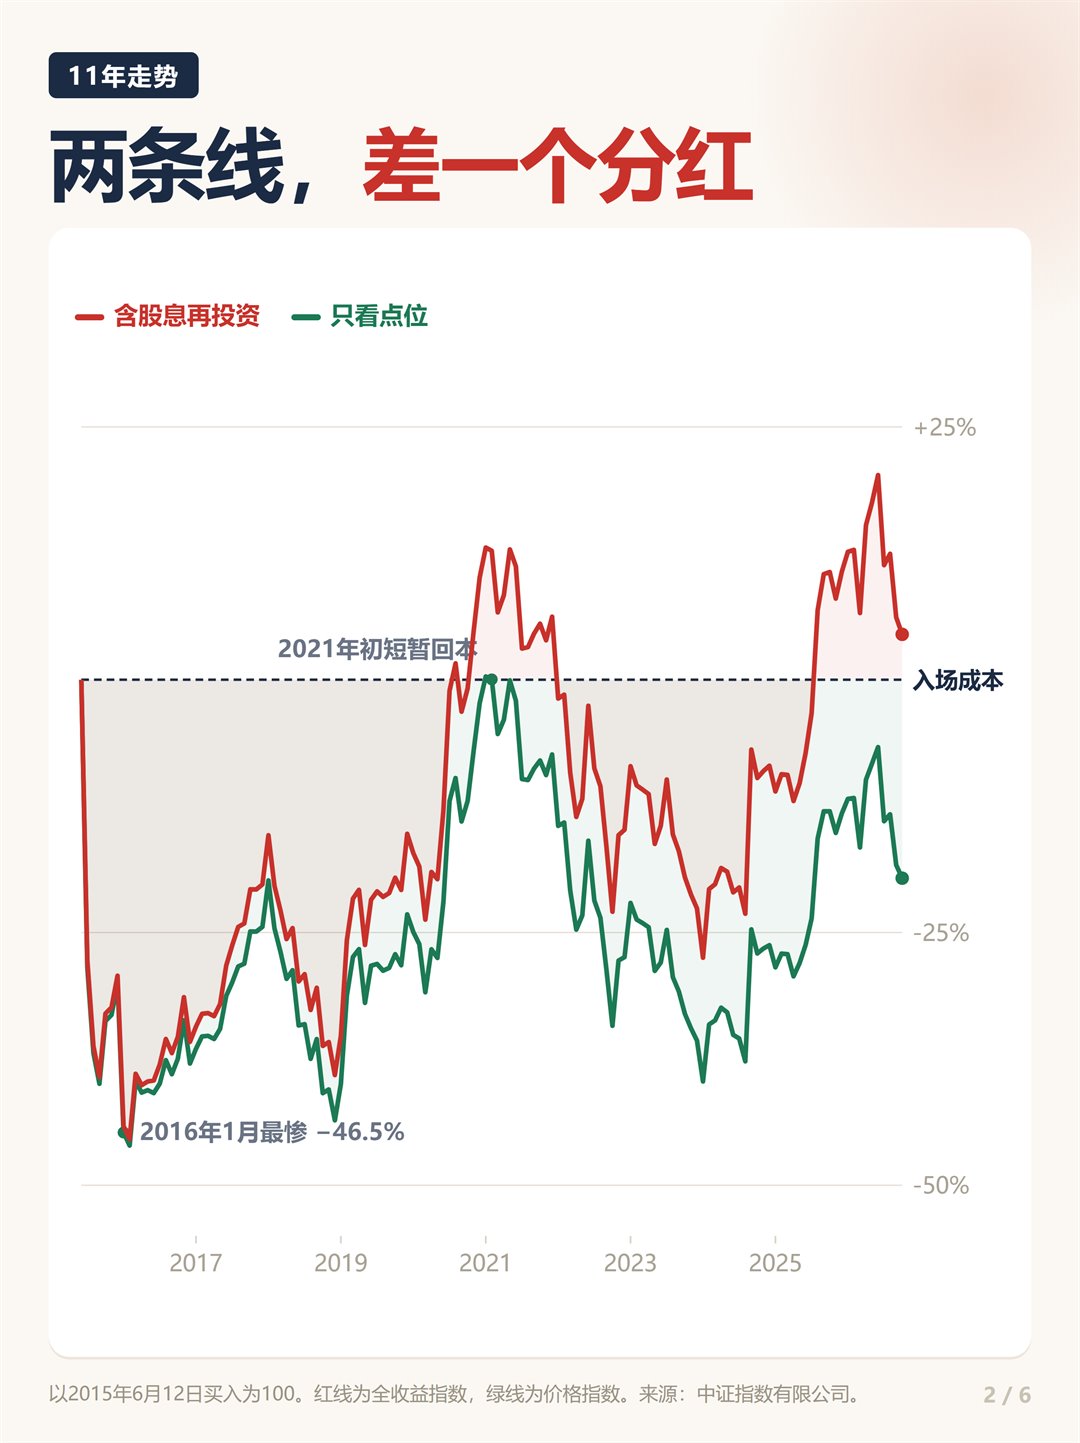 11年走势
两条线，差一个分红
含股息再投资 只看点位
+25%
2021年初短暂回本
入场成本
-25%
2016年1月最惨 −46.5%
-50%
2017 2019 2021 2023 2025
以2015年6月12日买入为100。红线为全收益指数，绿线为价格指数。来源：中证指数有限公司。
2 / 6